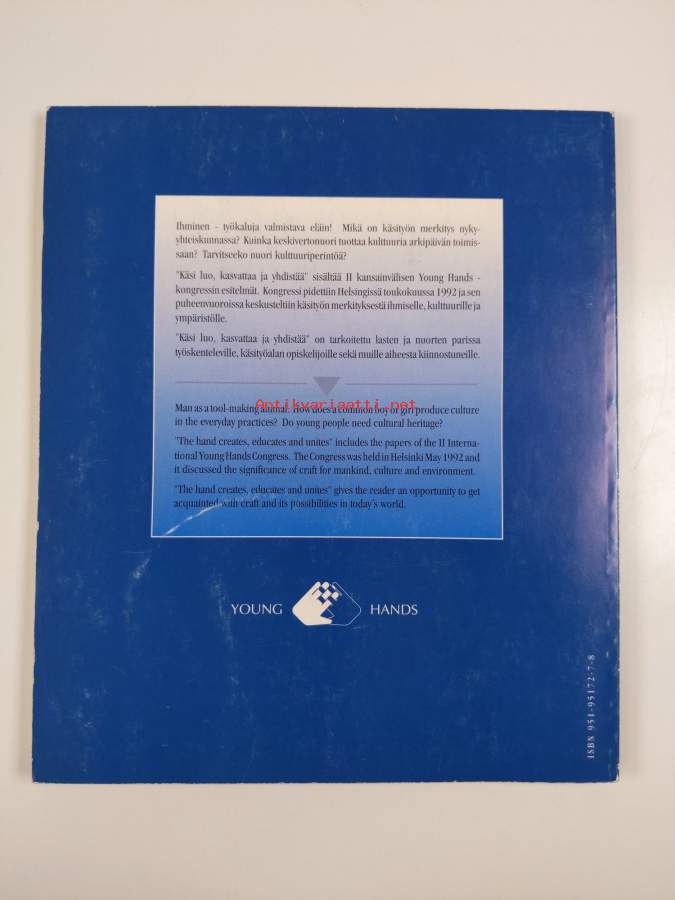 Ihminen - työkaluja valmistava eläin! Mikä on käsityön merkitys nyky-
yhteiskunnassa? Kuinka keskivertonuori tuottaa kulttuuria arkipäivän toimis-
saan? Tarvitseeko nuori kulttuuriperintöä?
"Käsi luo, kasvattaa ja yhdistää" sisältää II kansainvälisen Young Hands -
kongressin esitelmät. Kongressi pidettiin Helsingissä toukokuussa 1992 ja sen
puheenvuoroissa keskusteltiin käsityön merkityksestä ihmiselle, kulttuurille ja
ympäristölle.
"Käsi luo, kasvattaa ja yhdistää" on tarkoitettu lasten ja nuorten parissa
työskenteleville, käsityöalan opiskelijoille sekä muille aiheesta kiinnostuneille.
Antikvariaatti.net
Man as a tool-making animal. How does a common boy or girl produce culture
in the everyday practices? Do young people need cultural heritage?
"The hand creates, educates and unites" includes the papers of the II Interna-
tional Young Hands Congress. The Congress was held in Helsinki May 1992 and
it discussed the significance of craft for mankind, culture and environment.
"The hand creates, educates and unites" gives the reader an opportunity to get
acquainted with craft and its possibilities in today's world.
YOUNG HANDS
ISBN 951-95172-7-8